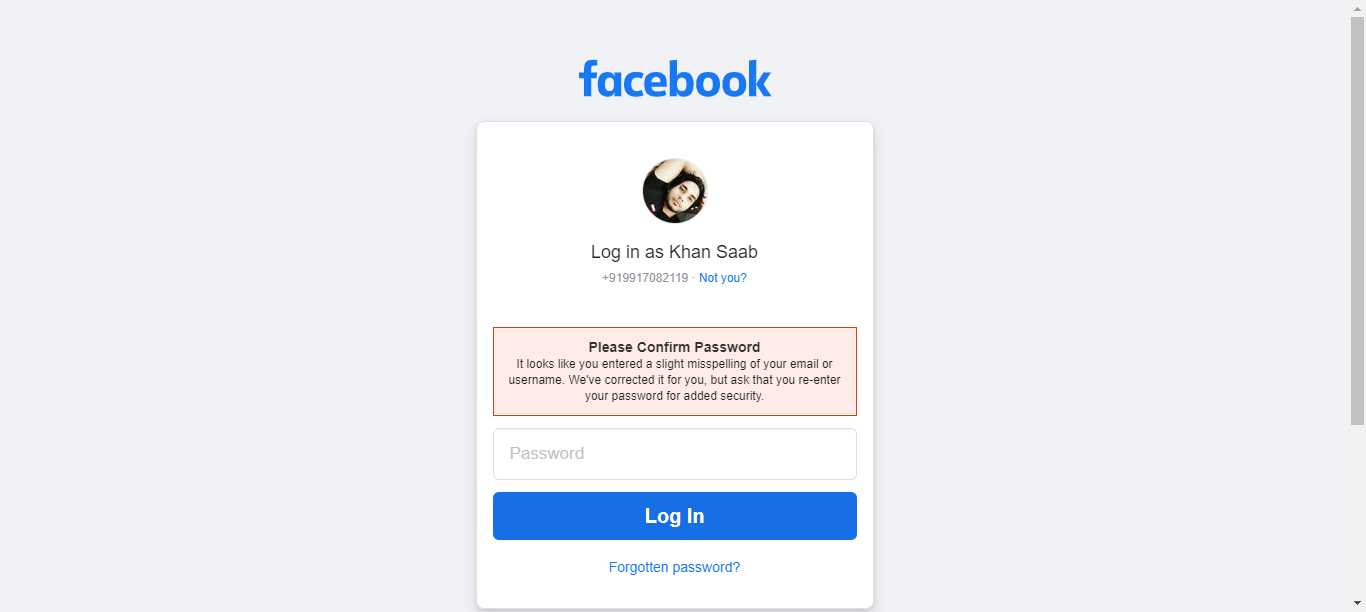 facebook
Log in as Khan Saab
+919917082119 · Not you?
Please Confirm Password
It looks like you entered a slight misspelling of your email or
username. We've corrected it for you, but ask that you re-enter
your password for added security.
Password
Log In
Forgotten password?